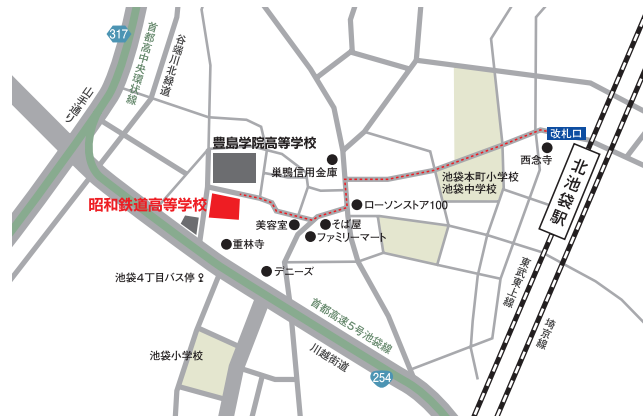 317
首都高中央環状線
谷端川北緑道
山手通り
豊島学院高等学校
巣鴨信用金庫
改札口
西念寺
北池袋駅
池袋本町小学校
池袋中学校
昭和鉄道高等学校
ローソンストア100
美容室
そば屋
ファミリーマート
重林寺
デニーズ
池袋4丁目バス停
東武東上線
埼京線
首都高速5号池袋線
川越街道
池袋小学校
254